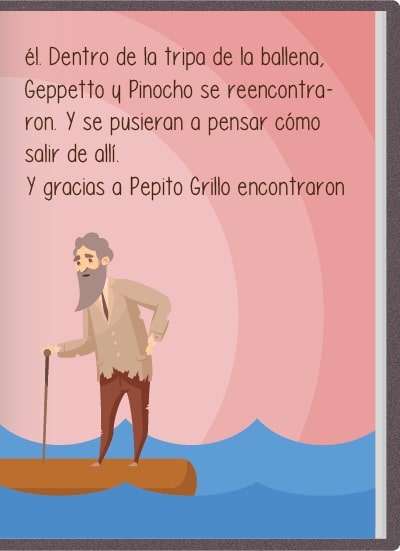 él. Dentro de la tripa de la ballena,
Geppetto y Pinocho se reencontra-
ron. Y se pusieran a pensar cómo
salir de allí.
Y gracias a Pepito Grillo encontraron